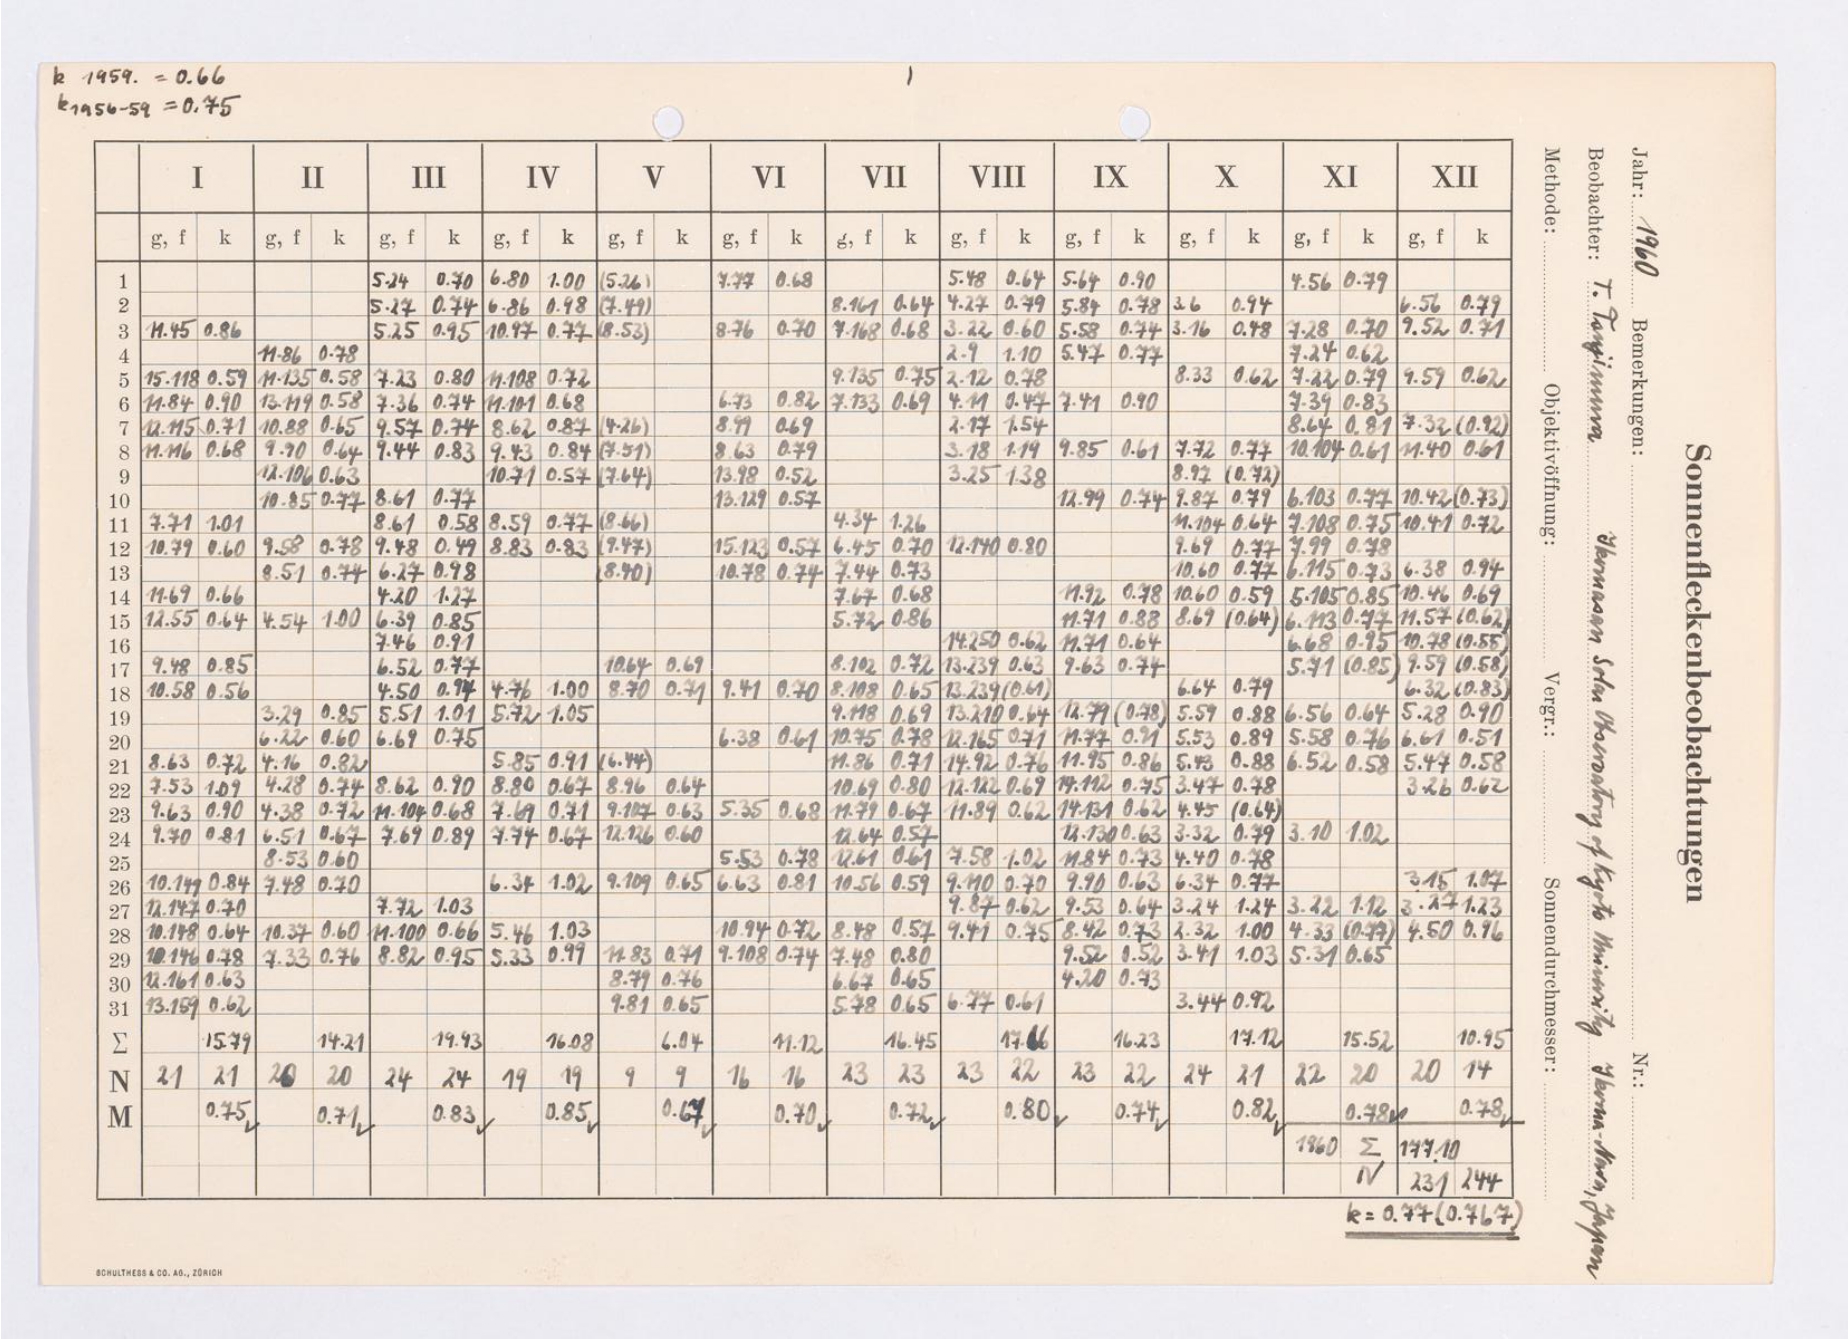 k 1959. = 0.66
k1956-59 = 0.75
I II III IV V VI VII VIII IX X XI XII
g, f k g, f k g, f k g, f k g, f k g, f k g, f k g, f k g, f k g, f k g, f k g, f k
1 5.24 0.70 6.80 1.00 (5.26) 7.77 0.68 5.48 0.64 5.64 0.90 4.56 0.79
2 5.27 0.74 6.86 0.98 (7.49) 8.161 0.64 4.27 0.79 5.84 0.78 3.6 0.94 6.56 0.79
3 11.45 0.86 5.25 0.95 10.97 0.77 (8.53) 8.76 0.70 7.168 0.68 3.22 0.60 5.58 0.74 3.16 0.48 7.28 0.70 9.52 0.71
4 11.86 0.78 2.9 1.10 5.47 0.77 7.24 0.62
5 15.118 0.59 11.135 0.58 7.23 0.80 11.108 0.72 9.135 0.75 2.12 0.78 8.33 0.62 7.22 0.79 9.59 0.62
6 11.84 0.90 13.119 0.58 7.36 0.74 11.101 0.68 6.73 0.82 7.133 0.69 4.11 0.47 7.41 0.90 7.39 0.83
7 12.115 0.71 10.88 0.65 9.57 0.74 8.62 0.87 (4.26) 8.99 0.69 2.17 1.54 8.64 0.81 7.32 (0.92)
8 11.116 0.68 9.90 0.64 9.44 0.83 9.43 0.84 (7.51) 8.63 0.79 3.18 1.19 9.85 0.61 7.72 0.77 10.104 0.61 11.40 0.61
9 12.106 0.63 10.71 0.57 (7.64) 13.98 0.52 3.25 1.38 8.97 (0.72)
10 10.85 0.77 8.61 0.77 13.129 0.57 12.99 0.74 9.87 0.79 6.103 0.77 10.42 (0.73)
11 7.71 1.01 8.61 0.58 8.59 0.77 (8.66) 4.34 1.26 11.104 0.64 7.108 0.75 10.41 0.72
12 10.79 0.60 9.58 0.78 9.48 0.49 8.83 0.83 (9.47) 15.123 0.57 6.45 0.70 12.140 0.80 9.69 0.77 7.99 0.78
13 8.51 0.74 6.27 0.98 (8.40) 10.78 0.74 7.44 0.73 10.60 0.77 6.115 0.73 6.38 0.94
14 11.69 0.66 4.20 1.27 7.67 0.68 11.92 0.78 10.60 0.59 5.105 0.85 10.46 0.69
15 12.55 0.64 4.54 1.00 6.39 0.85 5.72 0.86 11.71 0.88 8.69 (0.64) 6.113 0.77 11.57 (0.62)
16 7.46 0.91 14.250 0.62 11.71 0.64 6.68 0.95 10.78 (0.55)
17 9.48 0.85 6.52 0.77 10.64 0.69 8.102 0.72 13.239 0.63 9.63 0.74 5.71 (0.85) 9.59 (0.58)
18 10.58 0.56 4.50 0.94 4.76 1.00 8.70 0.71 9.41 0.70 8.108 0.65 13.239 (0.61) 6.64 0.79 6.32 (0.83)
19 3.29 0.85 5.51 1.01 5.72 1.05 9.118 0.69 13.210 0.64 12.79 (0.78) 5.59 0.88 6.56 0.64 5.28 0.90
20 6.22 0.60 6.69 0.75 6.38 0.61 10.75 0.78 12.165 0.71 11.77 0.91 5.53 0.89 5.58 0.76 6.61 0.51
21 8.63 0.72 4.16 0.82 5.85 0.91 (6.44) 11.86 0.71 14.92 0.76 11.95 0.86 5.43 0.88 6.52 0.58 5.47 0.58
22 7.53 1.09 4.28 0.74 8.62 0.90 8.80 0.67 8.96 0.64 10.69 0.80 12.122 0.69 14.112 0.75 3.47 0.78 3.26 0.62
23 9.63 0.90 4.38 0.72 11.104 0.68 7.69 0.71 9.107 0.63 5.35 0.68 11.79 0.67 11.89 0.62 14.131 0.62 4.45 (0.64)
24 9.70 0.81 6.51 0.67 7.69 0.89 7.74 0.67 12.126 0.60 12.64 0.57 12.130 0.63 3.32 0.79 3.10 1.02
25 8.53 0.60 5.53 0.78 12.61 0.61 7.58 1.02 11.84 0.73 4.40 0.78
26 10.149 0.84 7.48 0.70 6.34 1.02 9.109 0.65 6.63 0.81 10.56 0.59 9.110 0.70 9.90 0.63 6.34 0.77 3.15 1.07
27 12.147 0.70 7.72 1.03 9.87 0.62 9.53 0.64 3.24 1.24 3.22 1.12 3.27 1.23
28 10.148 0.64 10.37 0.60 11.100 0.66 5.46 1.03 10.94 0.72 8.48 0.57 9.41 0.75 8.42 0.73 2.32 1.00 4.33 (0.77) 4.50 0.96
29 10.146 0.78 7.33 0.76 8.82 0.95 5.33 0.99 11.83 0.71 9.108 0.74 7.48 0.80 9.52 0.52 3.41 1.03 5.31 0.65
30 12.161 0.63 8.79 0.76 6.67 0.65 4.20 0.73
31 13.159 0.62 9.81 0.65 5.78 0.65 6.77 0.61 3.44 0.92
Σ 15.79 14.21 19.93 16.08 6.04 11.12 16.45 17.66 16.23 17.12 15.52 10.95
N 21 21 20 20 24 24 19 19 9 9 16 16 23 23 23 22 23 22 24 21 22 20 20 14
M 0.75 0.71 0.83 0.85 0.67 0.70 0.72 0.80 0.74 0.82 0.78 0.78
1960 Σ 177.10
N 231 244
k = 0.77 (0.767)
SCHULTHESS & CO. AG., ZÜRICH
Sonnenfleckenbeobachtungen
Jahr: 1960 Bemerkungen: Nr.:
Beobachter: T. Tanimura Ikomasan Solar Observatory of Kyoto University Ikoma-Nara, Japan
Methode: Objektivöffnung: Vergr.: Sonnendurchmesser: